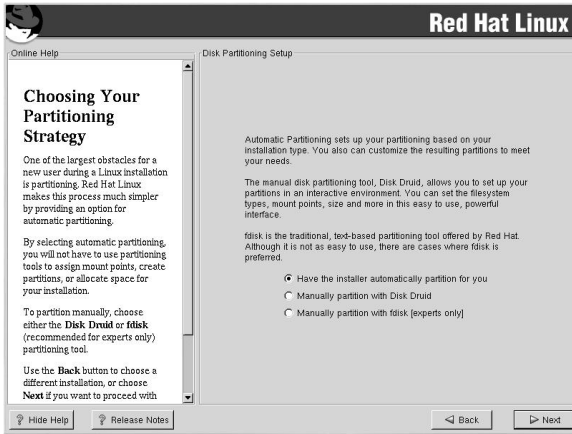 Red Hat Linux
Online Help
Choosing Your
Partitioning
Strategy
One of the largest obstacles for a
new user during a Linux installation
is partitioning. Red Hat Linux
makes this process much simpler
by providing an option for
automatic partitioning.
By selecting automatic partitioning,
you will not have to use partitioning
tools to assign mount points, create
partitions, or allocate space for
your installation.
To partition manually, choose
either the Disk Druid or fdisk
(recommended for experts only)
partitioning tool.
Use the Back button to choose a
different installation, or choose
Next if you want to proceed with
Disk Partitioning Setup
Automatic Partitioning sets up your partitioning based on your
installation type. You also can customize the resulting partitions to meet
your needs.
The manual disk partitioning tool, Disk Druid, allows you to set up your
partitions in an interactive environment. You can set the filesystem
types, mount points, size and more in this easy to use, powerful
interface.
fdisk is the traditional, text-based partitioning tool offered by Red Hat.
Although it is not as easy to use, there are cases where fdisk is
preferred.
Have the installer automatically partition for you
Manually partition with Disk Druid
Manually partition with fdisk [experts only]
Hide Help
Release Notes
Back
Next